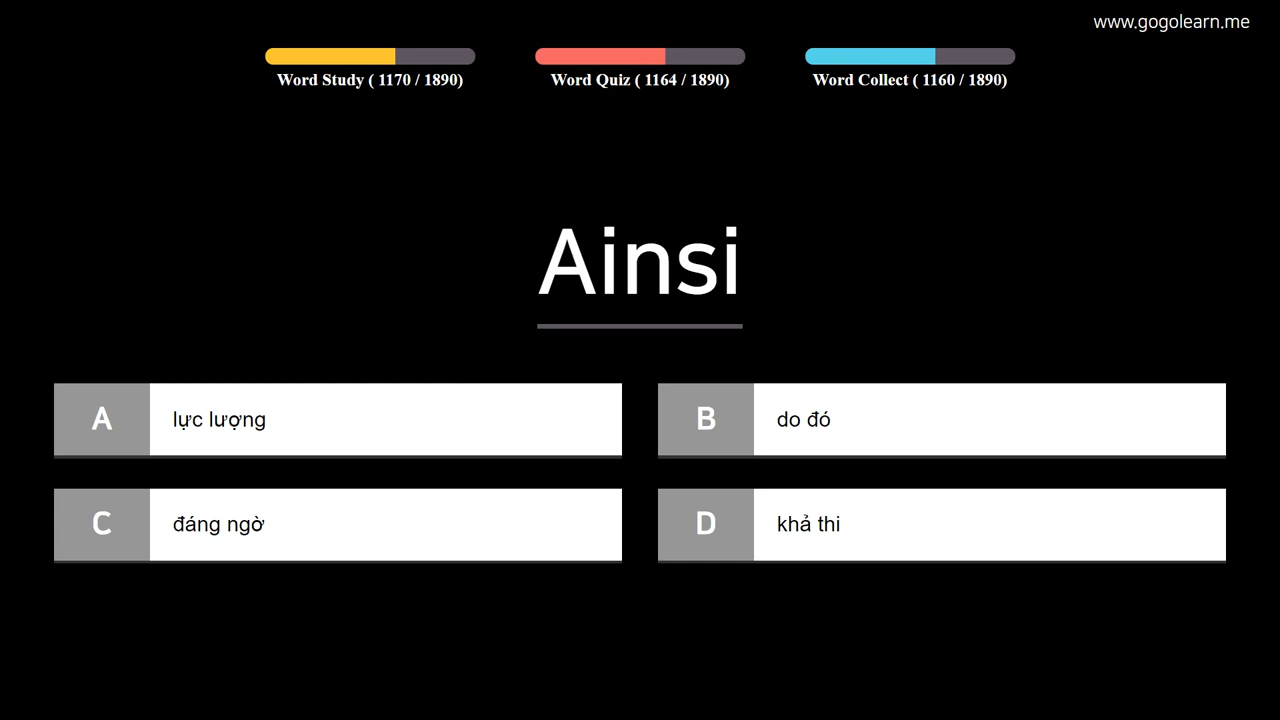 www.gogolearn.me
Word Study ( 1170 / 1890)
Word Quiz ( 1164 / 1890)
Word Collect ( 1160 / 1890)
Ainsi
A lực lượng
B do đó
C đáng ngờ
D khả thi